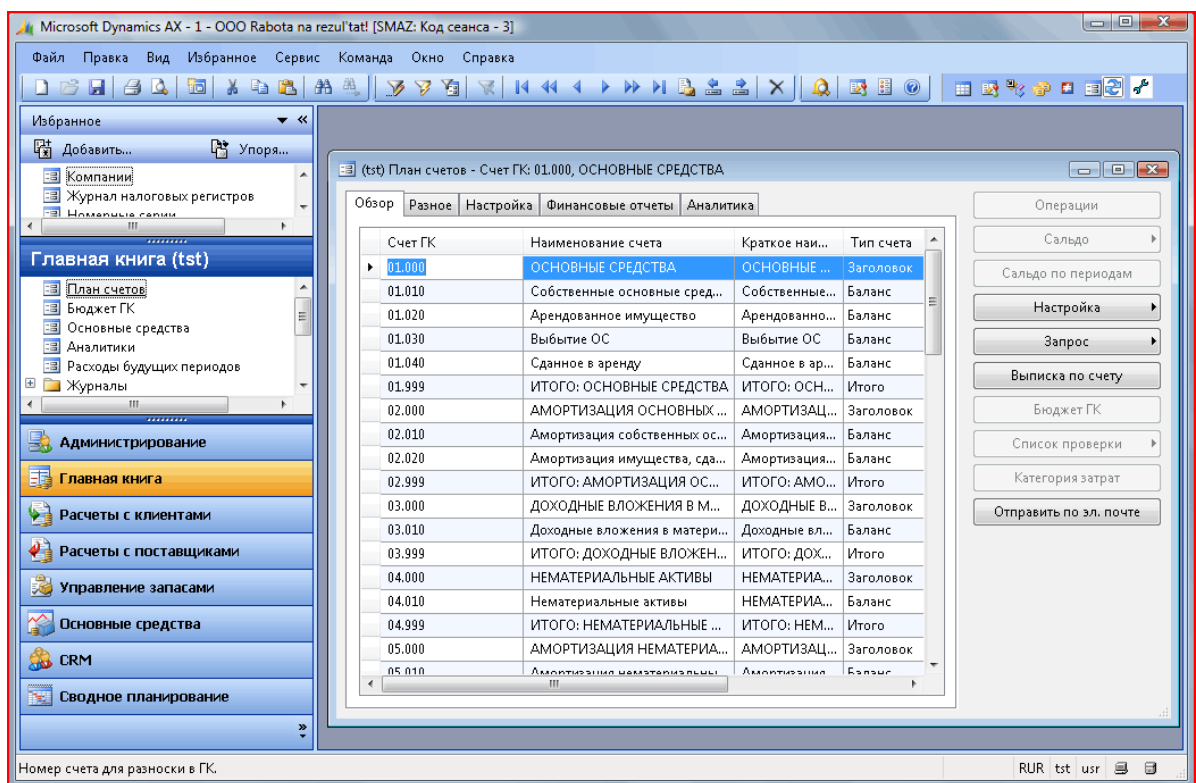 Microsoft Dynamics AX - 1 - OOO Rabota na rezul'tat! [SMAZ: Код сеанса - 3]
Файл Правка Вид Избранное Сервис Команда Окно Справка
Избранное
Добавить... Упоря...
Компании
Журнал налоговых регистров
Номерные серии
Главная книга (tst)
План счетов
Бюджет ГК
Основные средства
Аналитики
Расходы будущих периодов
Журналы
Администрирование
Главная книга
Расчеты с клиентами
Расчеты с поставщиками
Управление запасами
Основные средства
CRM
Сводное планирование
(tst) План счетов - Счет ГК: 01.000, ОСНОВНЫЕ СРЕДСТВА
Обзор Разное Настройка Финансовые отчеты Аналитика
Счет ГК Наименование счета Краткое наи... Тип счета
01.000 ОСНОВНЫЕ СРЕДСТВА ОСНОВНЫЕ ... Заголовок
01.010 Собственные основные сред... Собственные... Баланс
01.020 Арендованное имущество Арендованно... Баланс
01.030 Выбытие ОС Выбытие ОС Баланс
01.040 Сданное в аренду Сданное в ар... Баланс
01.999 ИТОГО: ОСНОВНЫЕ СРЕДСТВА ИТОГО: ОСН... Итого
02.000 АМОРТИЗАЦИЯ ОСНОВНЫХ ... АМОРТИЗАЦ... Заголовок
02.010 Амортизация собственных ос... Амортизация... Баланс
02.020 Амортизация имущества, сда... Амортизация... Баланс
02.999 ИТОГО: АМОРТИЗАЦИЯ ОС... ИТОГО: АМО... Итого
03.000 ДОХОДНЫЕ ВЛОЖЕНИЯ В М... ДОХОДНЫЕ В... Заголовок
03.010 Доходные вложения в матери... Доходные вл... Баланс
03.999 ИТОГО: ДОХОДНЫЕ ВЛОЖЕН... ИТОГО: ДОХ... Итого
04.000 НЕМАТЕРИАЛЬНЫЕ АКТИВЫ НЕМАТЕРИА... Заголовок
04.010 Нематериальные активы НЕМАТЕРИА... Баланс
04.999 ИТОГО: НЕМАТЕРИАЛЬНЫЕ ... ИТОГО: НЕМ... Итого
05.000 АМОРТИЗАЦИЯ НЕМАТЕРИА... АМОРТИЗАЦ... Заголовок
05.010 Амортизация нематериальны... Амортизация... Баланс
Операции
Сальдо
Сальдо по периодам
Настройка
Запрос
Выписка по счету
Бюджет ГК
Список проверки
Категория затрат
Отправить по эл. почте
Номер счета для разноски в ГК. RUR tst usr